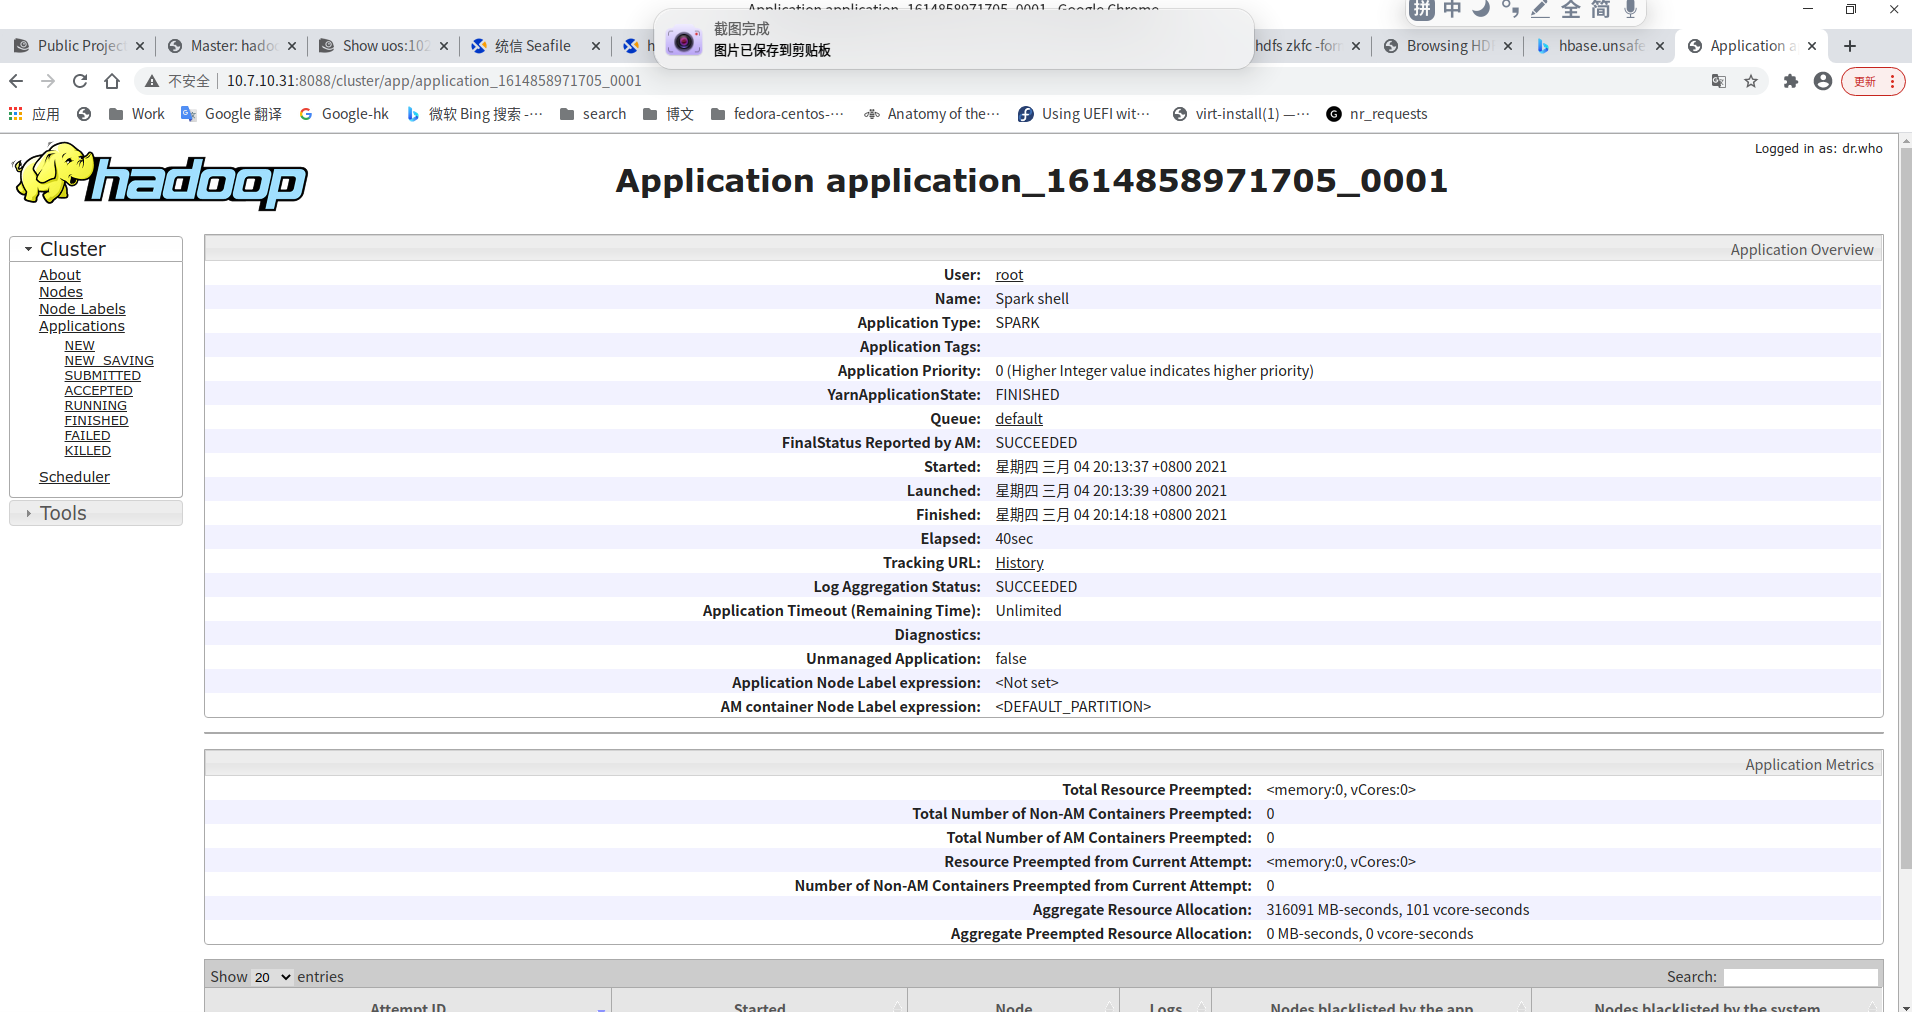 Application application_1614858971705_0001 - Google Chrome
截图完成
图片已保存到剪贴板
拼 中 全 简
Public Projec
Master: hado
Show uos:102
统信 Seafile
h
hdfs zkfc -for
Browsing HD
hbase.unsafe
Application a
不安全
10.7.10.31:8088/cluster/app/application_1614858971705_0001
更新
应用
Work
Google 翻译
Google-hk
微软 Bing 搜索 -···
search
博文
fedora-centos-···
Anatomy of the···
Using UEFI wit···
virt-install(1) —···
nr_requests
hadoop
Application application_1614858971705_0001
Logged in as: dr.who
Cluster
About
Nodes
Node Labels
Applications
NEW
NEW_SAVING
SUBMITTED
ACCEPTED
RUNNING
FINISHED
FAILED
KILLED
Scheduler
Tools
Application Overview
User: root
Name: Spark shell
Application Type: SPARK
Application Tags:
Application Priority: 0 (Higher Integer value indicates higher priority)
YarnApplicationState: FINISHED
Queue: default
FinalStatus Reported by AM: SUCCEEDED
Started: 星期四 三月 04 20:13:37 +0800 2021
Launched: 星期四 三月 04 20:13:39 +0800 2021
Finished: 星期四 三月 04 20:14:18 +0800 2021
Elapsed: 40sec
Tracking URL: History
Log Aggregation Status: SUCCEEDED
Application Timeout (Remaining Time): Unlimited
Diagnostics:
Unmanaged Application: false
Application Node Label expression: <Not set>
AM container Node Label expression: <DEFAULT_PARTITION>
Application Metrics
Total Resource Preempted: <memory:0, vCores:0>
Total Number of Non-AM Containers Preempted: 0
Total Number of AM Containers Preempted: 0
Resource Preempted from Current Attempt: <memory:0, vCores:0>
Number of Non-AM Containers Preempted from Current Attempt: 0
Aggregate Resource Allocation: 316091 MB-seconds, 101 vcore-seconds
Aggregate Preempted Resource Allocation: 0 MB-seconds, 0 vcore-seconds
Show 20 entries
Search:
Attempt ID
Started
Node
Logs
Nodes blacklisted by the app
Nodes blacklisted by the system